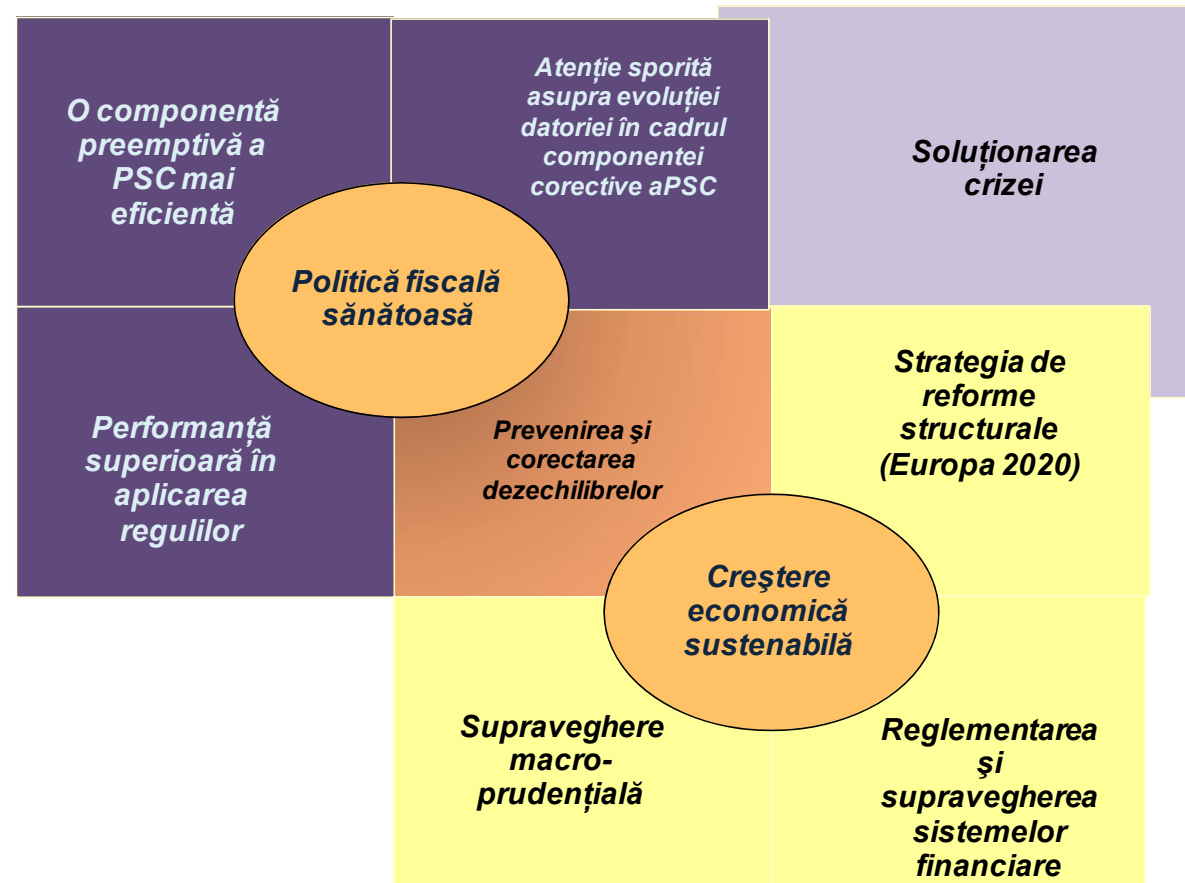 O componentă
preemptivă a
PSC mai
eficientă
Atenție sporită
asupra evoluției
datoriei în cadrul
componentei
corective aPSC
Soluționarea
crizei
Politică fiscală
sănătoasă
Performanță
superioară în
aplicarea
regulilor
Prevenirea şi
corectarea
dezechilibrelor
Strategia de
reforme
structurale
(Europa 2020)
Creştere
economică
sustenabilă
Supraveghere
macro-
prudențială
Reglementarea
şi
supravegherea
sistemelor
financiare